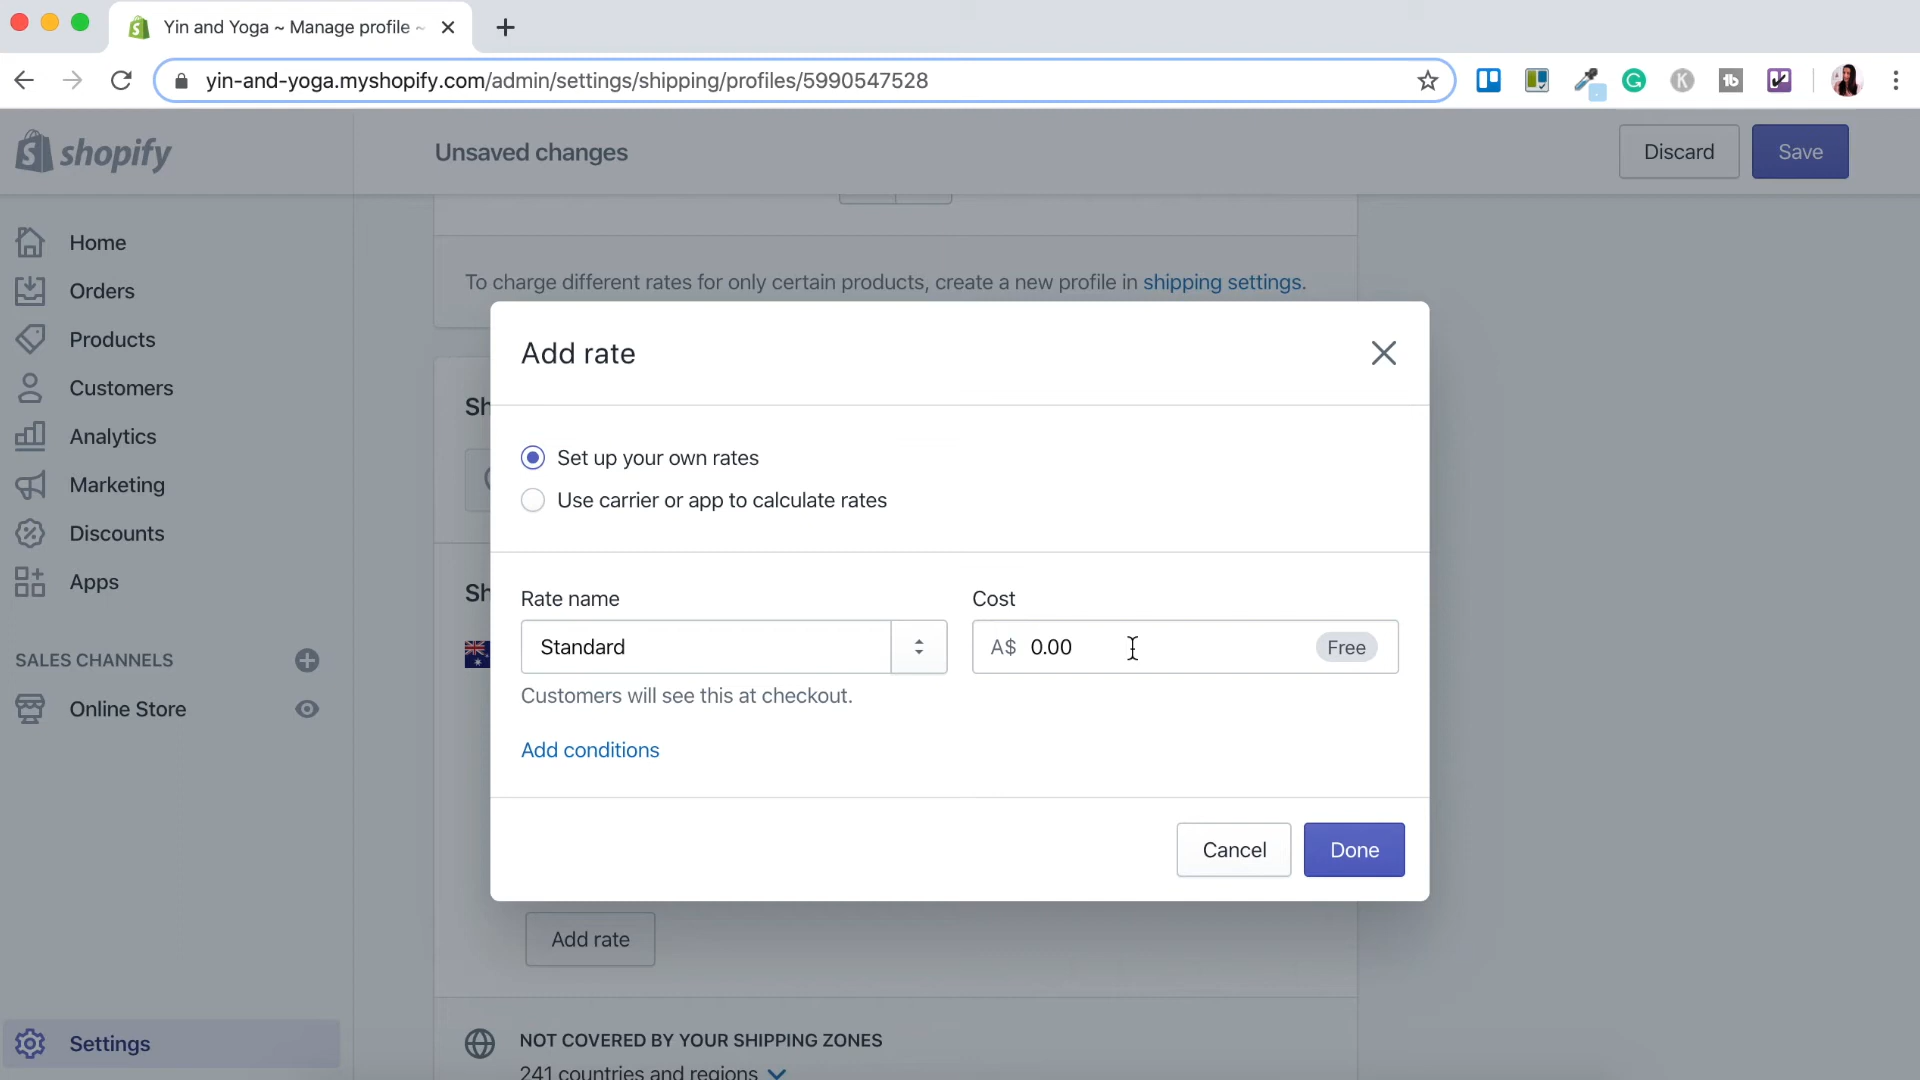 Yin and Yoga ~ Manage profile ~
yin-and-yoga.myshopify.com/admin/settings/shipping/profiles/5990547528
shopify
Unsaved changes
Discard
Save
Home
Orders
Products
Customers
Analytics
Marketing
Discounts
Apps
SALES CHANNELS
Online Store
Settings
To charge different rates for only certain products, create a new profile in shipping settings.
Sh
Sh
Add rate
Set up your own rates
Use carrier or app to calculate rates
Rate name
Cost
Standard
A$ 0.00
Free
Customers will see this at checkout.
Add conditions
Cancel
Done
Add rate
NOT COVERED BY YOUR SHIPPING ZONES
241 countries and regions